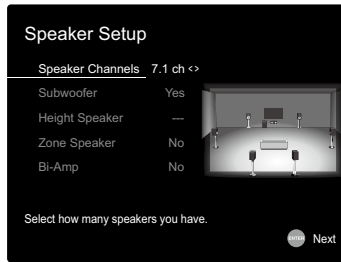 Speaker Setup
Speaker Channels 7.1 ch <>
Subwoofer Yes
Height Speaker ---
Zone Speaker No
Bi-Amp No
Select how many speakers you have.
ENTER Next